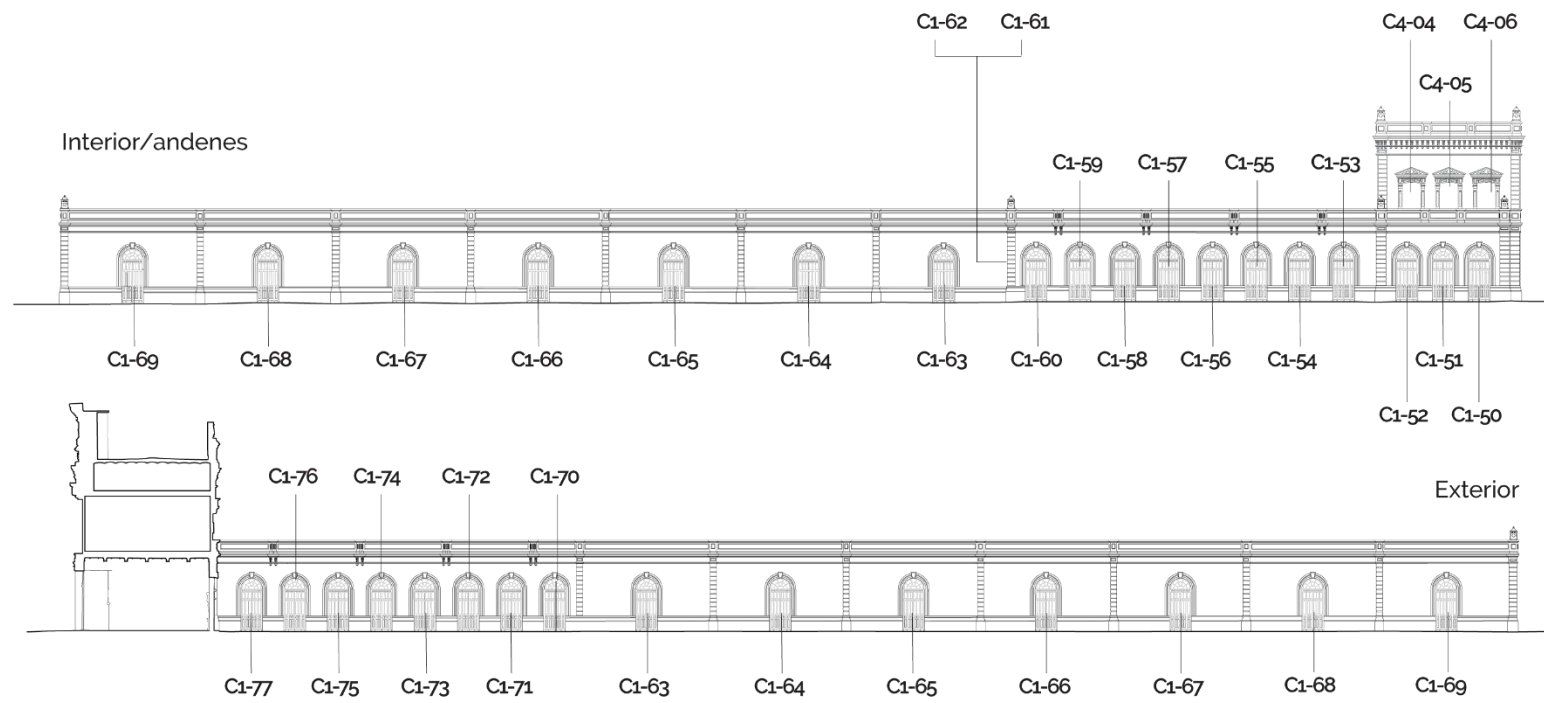 C1-62 C1-61 C4-04 C4-06
C4-05
Interior/andenes
C1-59 C1-57 C1-55 C1-53
C1-69 C1-68 C1-67 C1-66 C1-65 C1-64 C1-63 C1-60 C1-58 C1-56 C1-54 C1-51
C1-52 C1-50
C1-76 C1-74 C1-72 C1-70
Exterior
C1-77 C1-75 C1-73 C1-71 C1-63 C1-64 C1-65 C1-66 C1-67 C1-68 C1-69